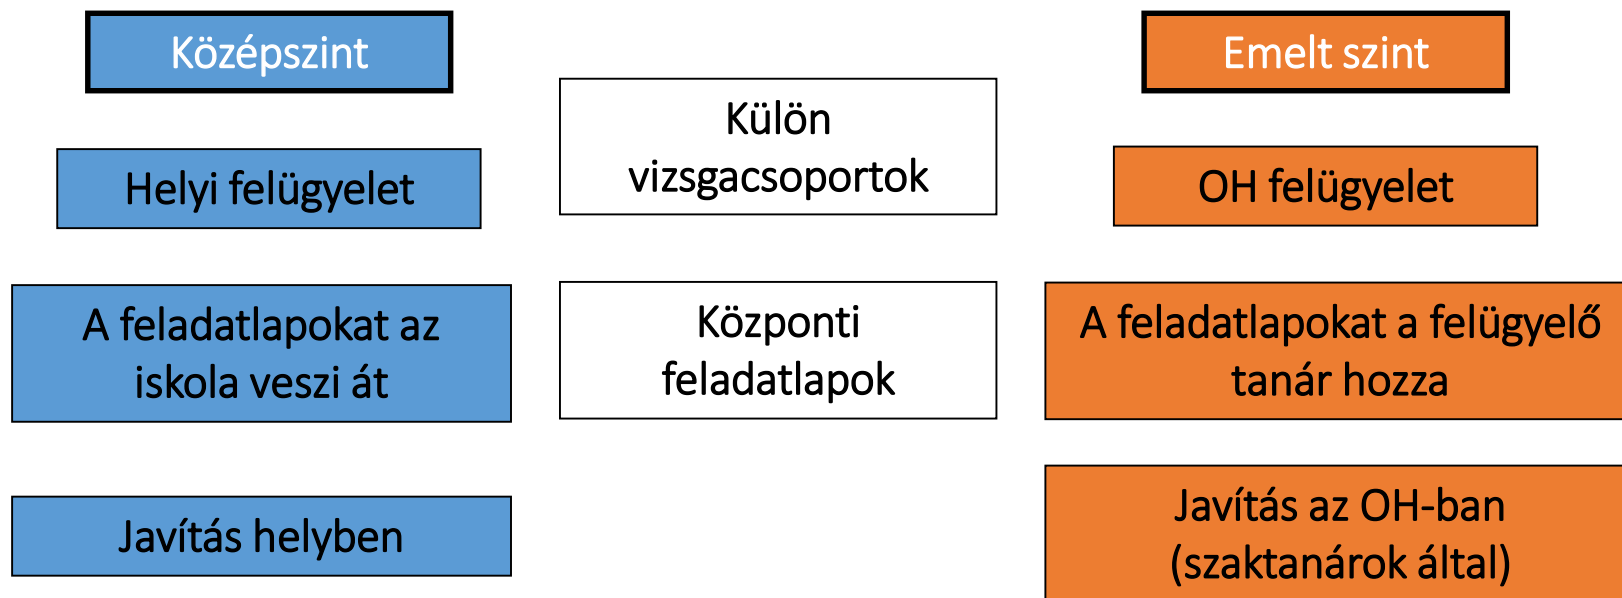 Középszint
Emelt szint
Külön
vizsgacsoportok
Helyi felügyelet
OH felügyelet
A feladatlapokat az
iskola veszi át
Központi
feladatlapok
A feladatlapokat a felügyelő
tanár hozza
Javítás helyben
Javítás az OH-ban
(szaktanárok által)